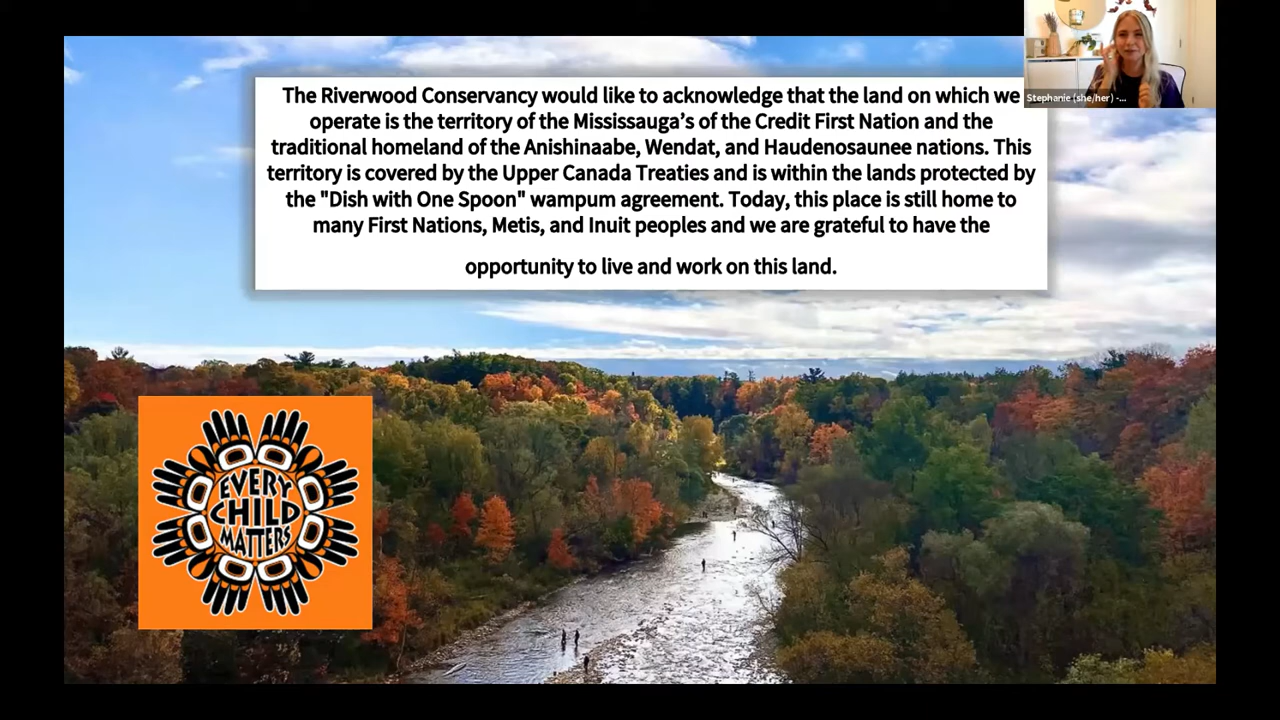 The Riverwood Conservancy would like to acknowledge that the land on which we
operate is the territory of the Mississauga’s of the Credit First Nation and the
traditional homeland of the Anishinaabe, Wendat, and Haudenosaunee nations. This
territory is covered by the Upper Canada Treaties and is within the lands protected by
the "Dish with One Spoon" wampum agreement. Today, this place is still home to
many First Nations, Metis, and Inuit peoples and we are grateful to have the
opportunity to live and work on this land.
Stephanie (she/her) -...
EVERY
CHILD
MATTERS